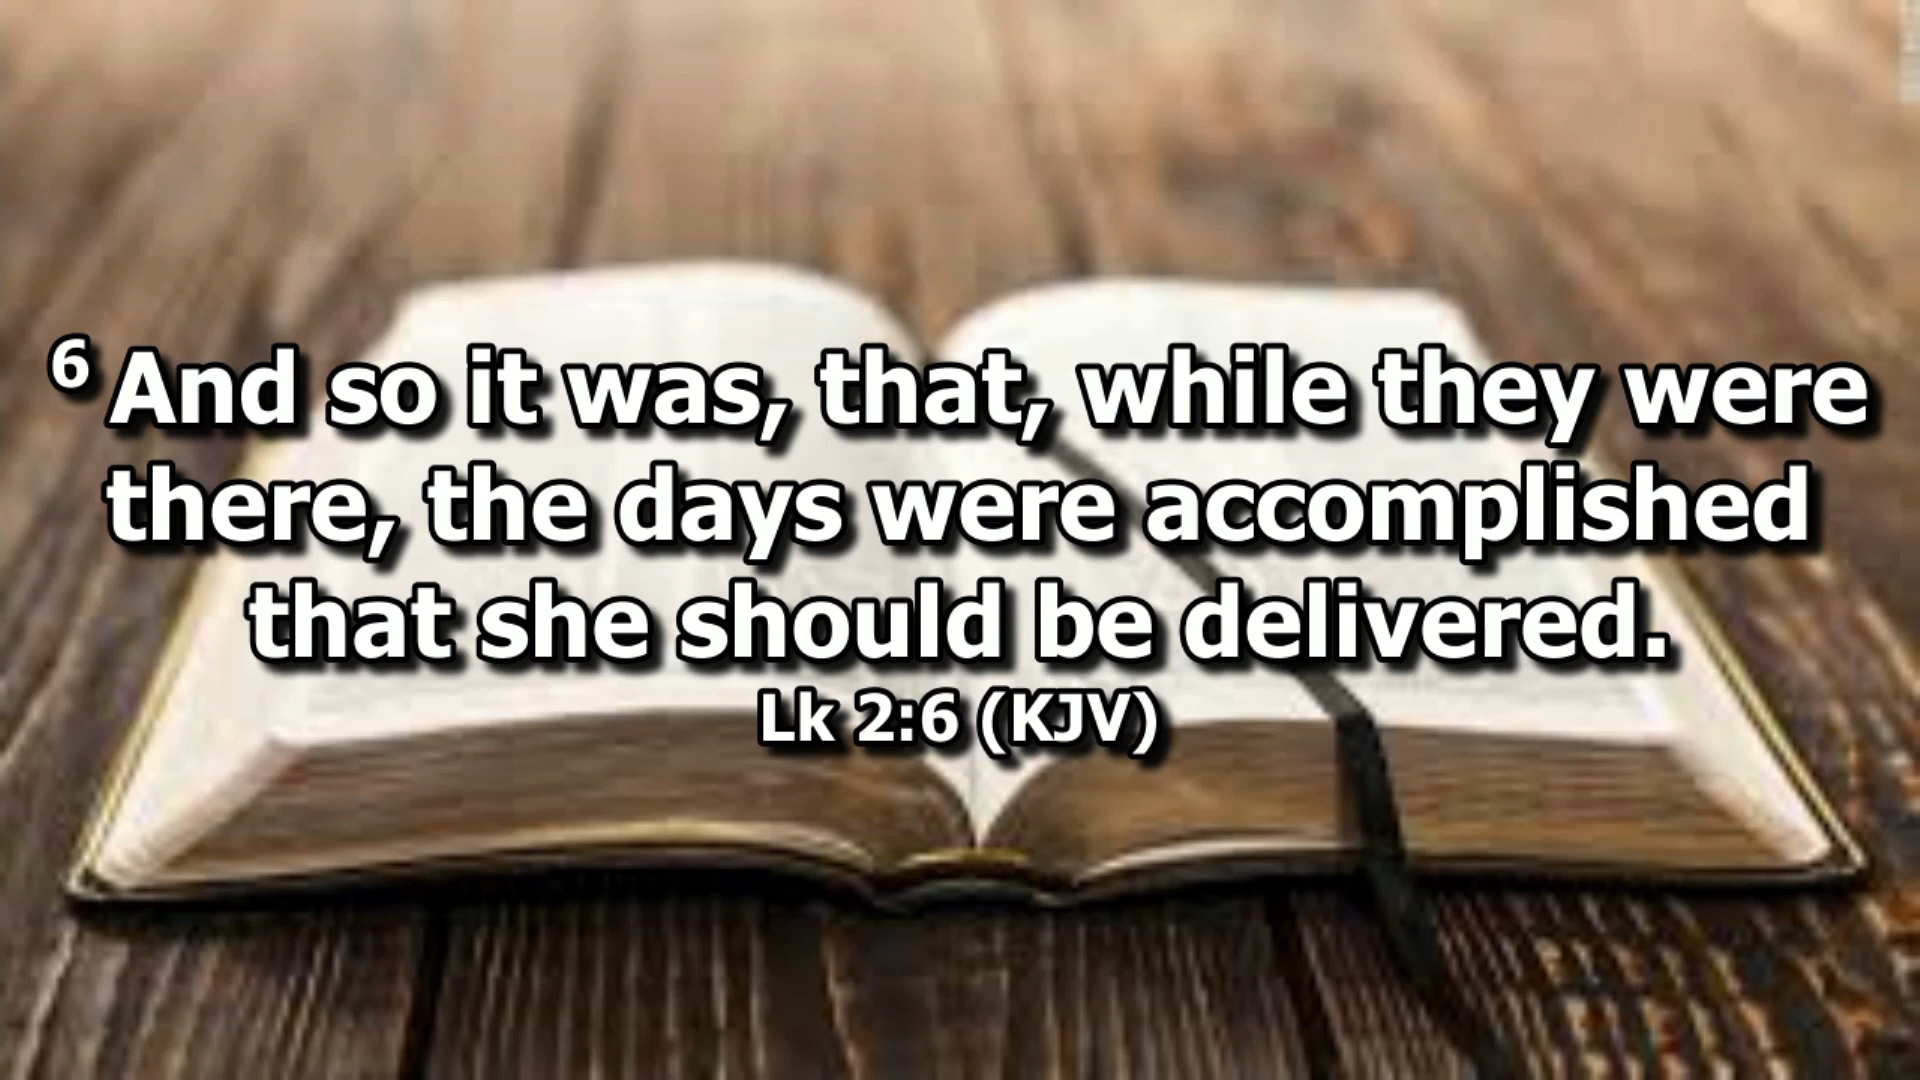 6 And so it was, that, while they were
there, the days were accomplished
that she should be delivered.
Lk 2:6 (KJV)